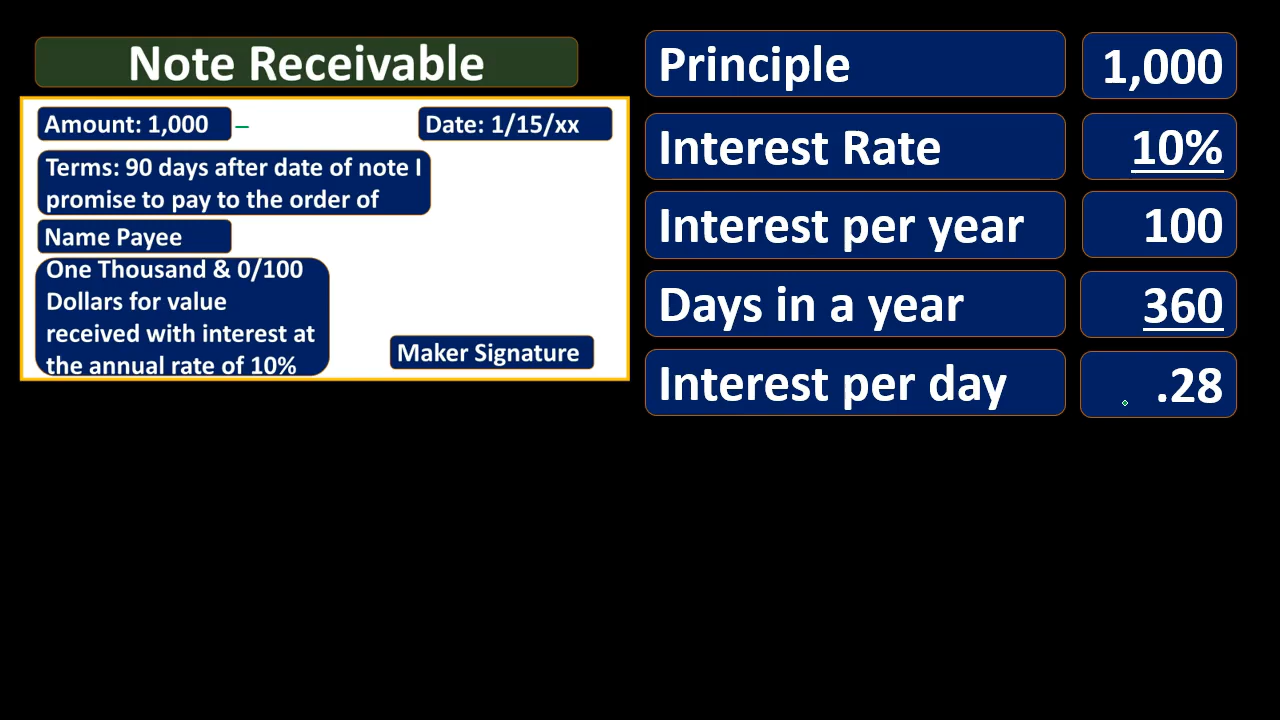 Note Receivable
Amount: 1,000
Date: 1/15/xx
Terms: 90 days after date of note I
promise to pay to the order of
Name Payee
One Thousand & 0/100
Dollars for value
received with interest at
the annual rate of 10%
Maker Signature
Principle 1,000
Interest Rate 10%
Interest per year 100
Days in a year 360
Interest per day .28